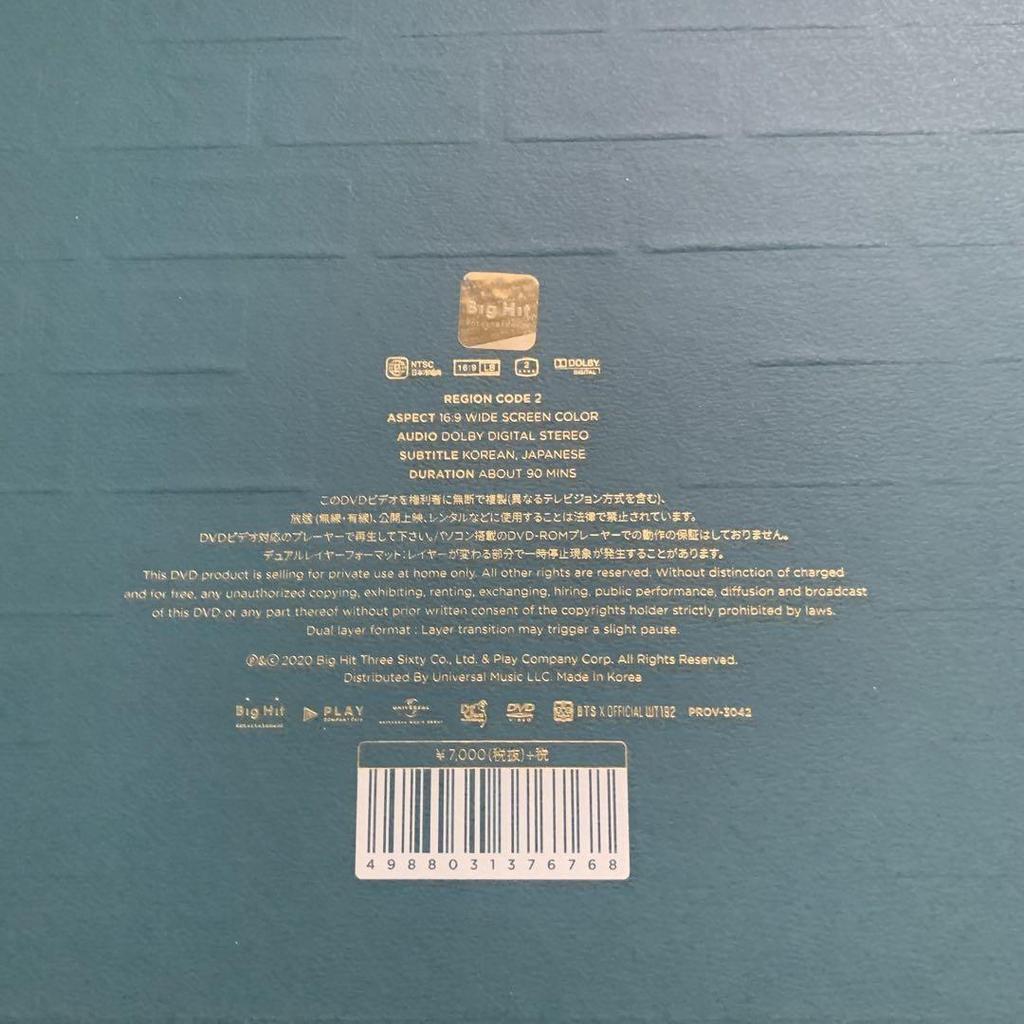 Big Hit
Entertainment
NTSC
日本市場向
16:9 LB
2
DOLBY
DIGITAL
REGION CODE 2
ASPECT 16:9 WIDE SCREEN COLOR
AUDIO DOLBY DIGITAL STEREO
SUBTITLE KOREAN, JAPANESE
DURATION ABOUT 90 MINS
このDVDビデオを権利者に無断で複製(異なるテレビジョン方式を含む)、
放送(無線・有線)、公開上映、レンタルなどに使用することは法律で禁止されています。
DVDビデオ対応のプレーヤーで再生して下さい。/パソコン搭載のDVD-ROMプレーヤーでの動作の保証はしておりません。
デュアルレイヤーフォーマット:レイヤーが変わる部分で一時停止現象が発生することがあります。
This DVD product is selling for private use at home only. All other rights are reserved. Without distinction of charged
and for free, any unauthorized copying, exhibiting, renting, exchanging, hiring, public performance, diffusion and broadcast
of this DVD or any part thereof without prior written consent of the copyrights holder strictly prohibited by laws.
Dual layer format : Layer transition may trigger a slight pause.
℗&© 2020 Big Hit Three Sixty Co., Ltd. & Play Company Corp. All Rights Reserved.
Distributed By Universal Music LLC. Made In Korea
Big Hit Entertainment PLAY COMPANY CORP. UNIVERSAL UNIVERSAL MUSIC GROUP DVD VIDEO BTS X OFFICIAL PROV-3042
¥7,000(税抜)+税
4988031376768